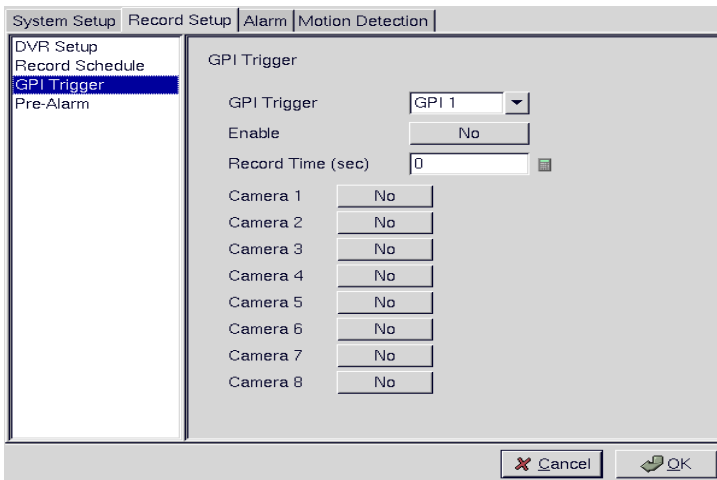 System Setup Record Setup Alarm Motion Detection
DVR Setup
Record Schedule
GPI Trigger
Pre-Alarm
GPI Trigger
GPI Trigger GPI 1
Enable No
Record Time (sec) 0
Camera 1 No
Camera 2 No
Camera 3 No
Camera 4 No
Camera 5 No
Camera 6 No
Camera 7 No
Camera 8 No
Cancel OK